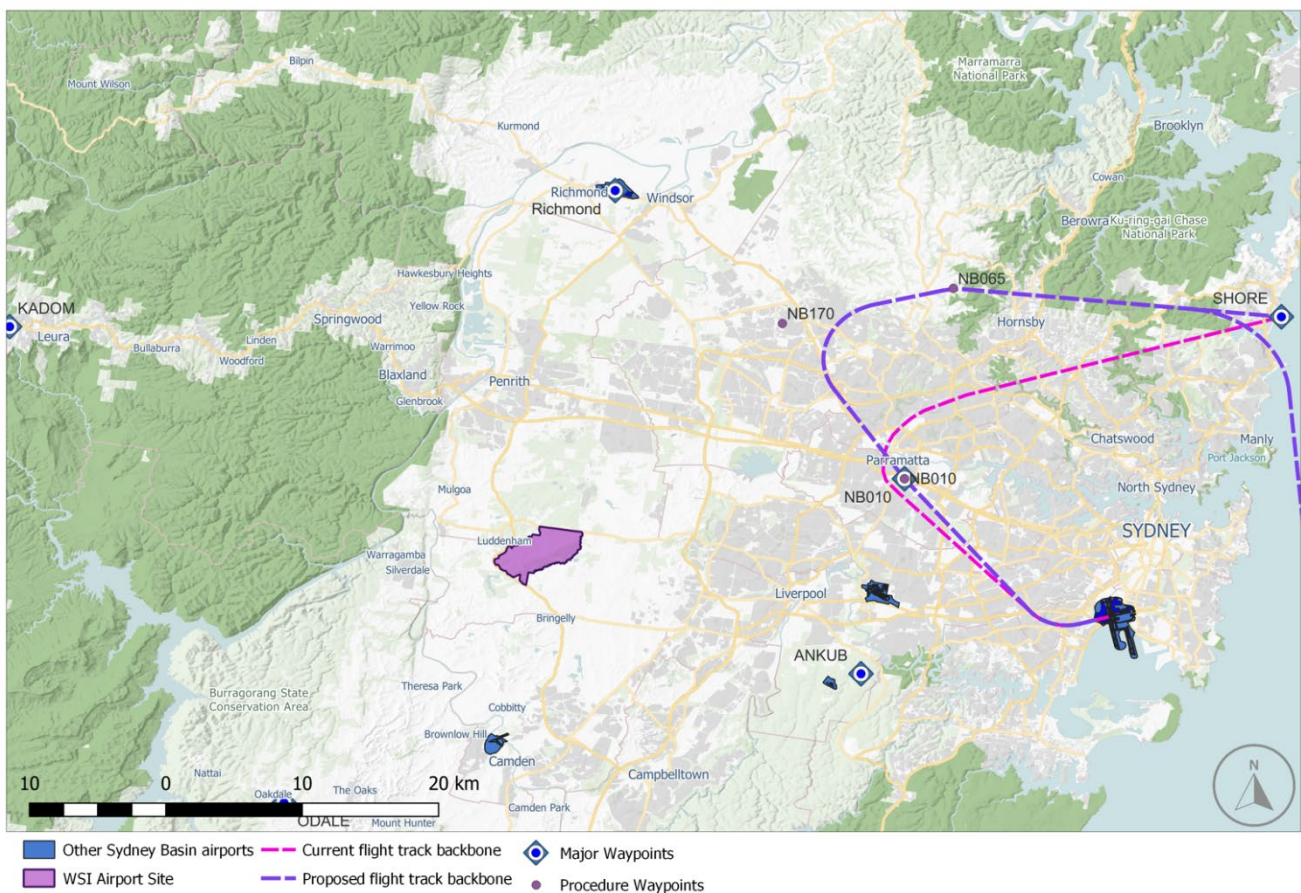 Mount Wilson
Bilpin
Marramarra
National Park
Kurmond
Brooklyn
Cowan
Richmond
Richmond
Windsor
Berowra
Ku-ring-gai Chase
National Park
Hawkesbury Heights
Yellow Rock
NB065
KADOM
Leura
Bullaburra
Linden
Woodford
Springwood
Warrimoo
Blaxland
Glenbrook
Penrith
NB170
Hornsby
SHORE
Chatswood
Manly
Port Jackson
Parramatta
NB010
NB010
North Sydney
SYDNEY
Mulgoa
Luddenham
Warragamba
Silverdale
Bringelly
Liverpool
ANKUB
Theresa Park
Burragorang State
Conservation Area
Cobbitty
Brownlow Hill
Camden
Campbelltown
Camden Park
Nattai
Oakdale
The Oaks
ODALE
Mount Hunter
10 0 10 20 km
N
Other Sydney Basin airports
Current flight track backbone
Major Waypoints
WSI Airport Site
Proposed flight track backbone
Procedure Waypoints